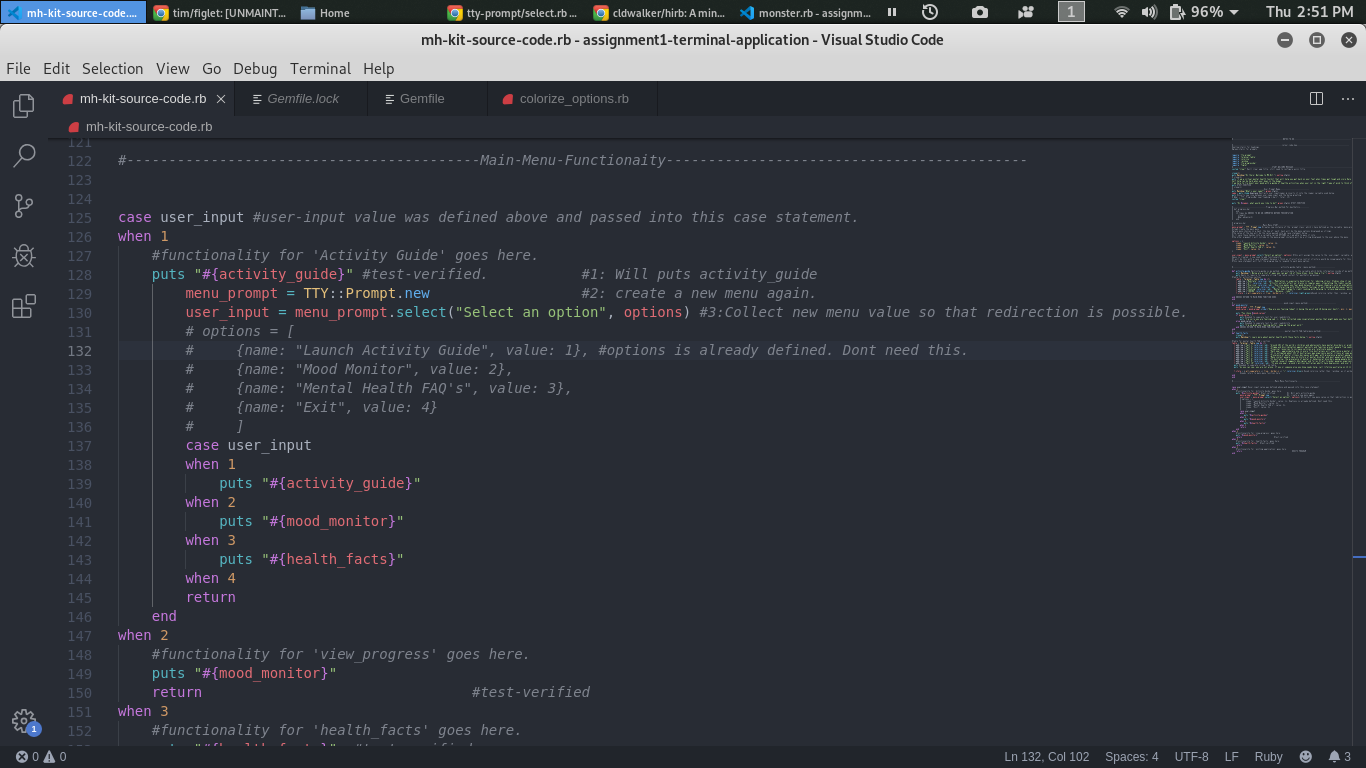 mh-kit-source-code.... tim/figlet: [UNMAINT... Home tty-prompt/select.rb ... cldwalker/hirb: A min... monster.rb - assignm... 1 96% Thu 2:51 PM
mh-kit-source-code.rb - assignment1-terminal-application - Visual Studio Code
File Edit Selection View Go Debug Terminal Help
mh-kit-source-code.rb Gemfile.lock Gemfile colorize_options.rb
mh-kit-source-code.rb
121
122 #------------------------------------------Main-Menu-Functionaity-------------------------------------------
123
124
125 case user_input #user-input value was defined above and passed into this case statement.
126 when 1
127 #functionality for 'Activity Guide' goes here.
128 puts "#{activity_guide}" #test-verified. #1: Will puts activity_guide
129 menu_prompt = TTY::Prompt.new #2: create a new menu again.
130 user_input = menu_prompt.select("Select an option", options) #3:Collect new menu value so that redirection is possible.
131 # options = [
132 # {name: "Launch Activity Guide", value: 1}, #options is already defined. Dont need this.
133 # {name: "Mood Monitor", value: 2},
134 # {name: "Mental Health FAQ's", value: 3},
135 # {name: "Exit", value: 4}
136 # ]
137 case user_input
138 when 1
139 puts "#{activity_guide}"
140 when 2
141 puts "#{mood_monitor}"
142 when 3
143 puts "#{health_facts}"
144 when 4
145 return
146 end
147 when 2
148 #functionality for 'view_progress' goes here.
149 puts "#{mood_monitor}"
150 return #test-verified
151 when 3
152 #functionality for 'health_facts' goes here.
1
0 0 Ln 132, Col 102 Spaces: 4 UTF-8 LF Ruby 3